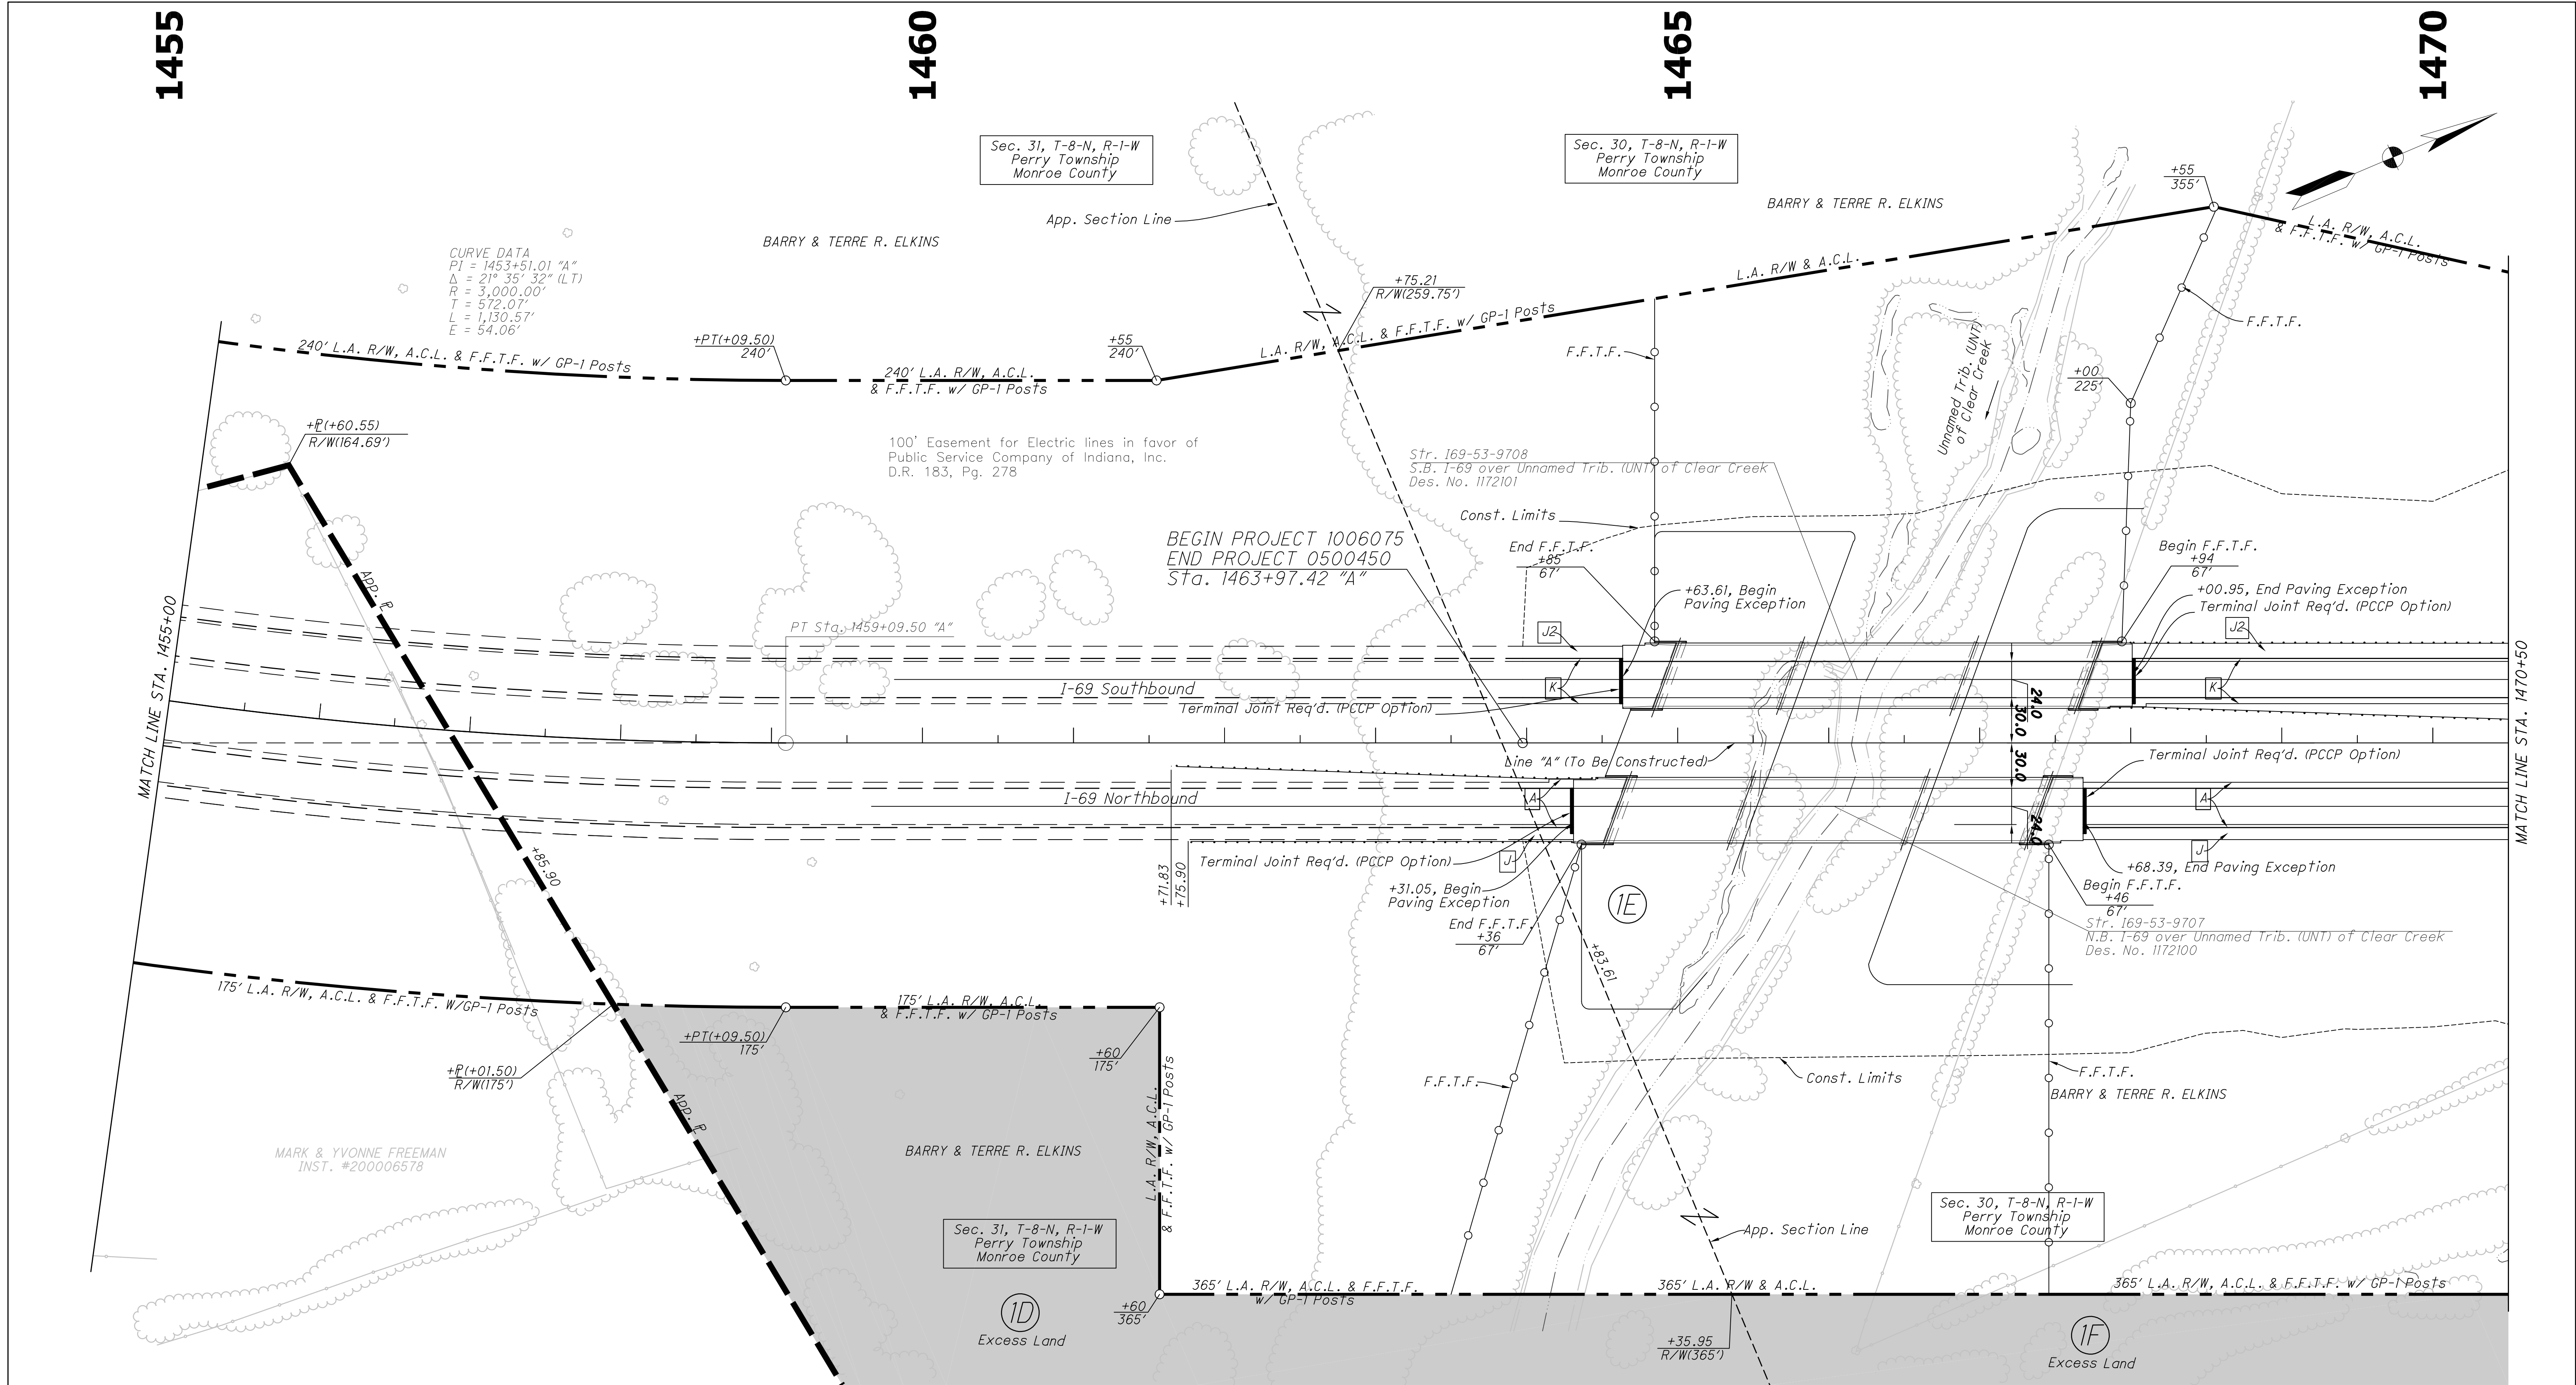 1455
1460
1465
1470
Sec. 31, T-8-N, R-1-W
Perry Township
Monroe County
Sec. 30, T-8-N, R-1-W
Perry Township
Monroe County
App. Section Line
BARRY & TERRE R. ELKINS
BARRY & TERRE R. ELKINS
+55
355'
L.A. R/W, A.C.L.
& F.F.T.F. w/ GP-1 Posts
CURVE DATA
PI = 1453+51.01 "A"
Δ = 21° 35' 32" (LT)
R = 3,000.00'
T = 572.07'
L = 1,130.57'
E = 54.06'
L.A. R/W & A.C.L.
+75.21
R/W(259.75')
240' L.A. R/W, A.C.L. & F.F.T.F. w/ GP-1 Posts
+PT(+09.50)
240'
240' L.A. R/W, A.C.L.
& F.F.T.F. w/ GP-1 Posts
+55
240'
L.A. R/W, A.C.L. & F.F.T.F. w/ GP-1 Posts
F.F.T.F.
F.F.T.F.
Unnamed Trib. (UNT)
of Clear Creek
+00
225'
+℄(+60.55)
R/W(164.69')
100' Easement for Electric lines in favor of
Public Service Company of Indiana, Inc.
D.R. 183, Pg. 278
Str. I69-53-9708
S.B. I-69 over Unnamed Trib. (UNT) of Clear Creek
Des. No. 1172101
Const. Limits
BEGIN PROJECT 1006075
END PROJECT 0500450
Sta. 1463+97.42 "A"
End F.F.T.F.
+85
67'
Begin F.F.T.F.
+94
67'
+63.61, Begin
Paving Exception
+00.95, End Paving Exception
Terminal Joint Req'd. (PCCP Option)
App. ℄
PT Sta. 1459+09.50 "A"
J2
J2
K
K
I-69 Southbound
Terminal Joint Req'd. (PCCP Option)
24.0
30.0
30.0
24.0
MATCH LINE STA. 1455+00
MATCH LINE STA. 1470+50
Line "A" (To Be Constructed)
Terminal Joint Req'd. (PCCP Option)
I-69 Northbound
A
A
J
J
Terminal Joint Req'd. (PCCP Option)
+71.83
+75.90
+85.90
+31.05, Begin
Paving Exception
+68.39, End Paving Exception
Begin F.F.T.F.
+46
67'
1E
End F.F.T.F.
+36
67'
Str. I69-53-9707
N.B. I-69 over Unnamed Trib. (UNT) of Clear Creek
Des. No. 1172100
+83.61
175' L.A. R/W, A.C.L. & F.F.T.F. W/GP-1 Posts
175' L.A. R/W, A.C.L.
& F.F.T.F. w/ GP-1 Posts
+PT(+09.50)
175'
+60
175'
+℄(+01.50)
R/W(175')
App. ℄
L.A. R/W, A.C.L.
& F.F.T.F. w/ GP-1 Posts
F.F.T.F.
Const. Limits
F.F.T.F.
BARRY & TERRE R. ELKINS
MARK & YVONNE FREEMAN
INST. #200006578
BARRY & TERRE R. ELKINS
Sec. 31, T-8-N, R-1-W
Perry Township
Monroe County
Sec. 30, T-8-N, R-1-W
Perry Township
Monroe County
App. Section Line
365' L.A. R/W, A.C.L. & F.F.T.F.
w/ GP-1 Posts
365' L.A. R/W & A.C.L.
365' L.A. R/W, A.C.L. & F.F.T.F. w/ GP-1 Posts
+60
365'
1D
Excess Land
+35.95
R/W(365')
1F
Excess Land